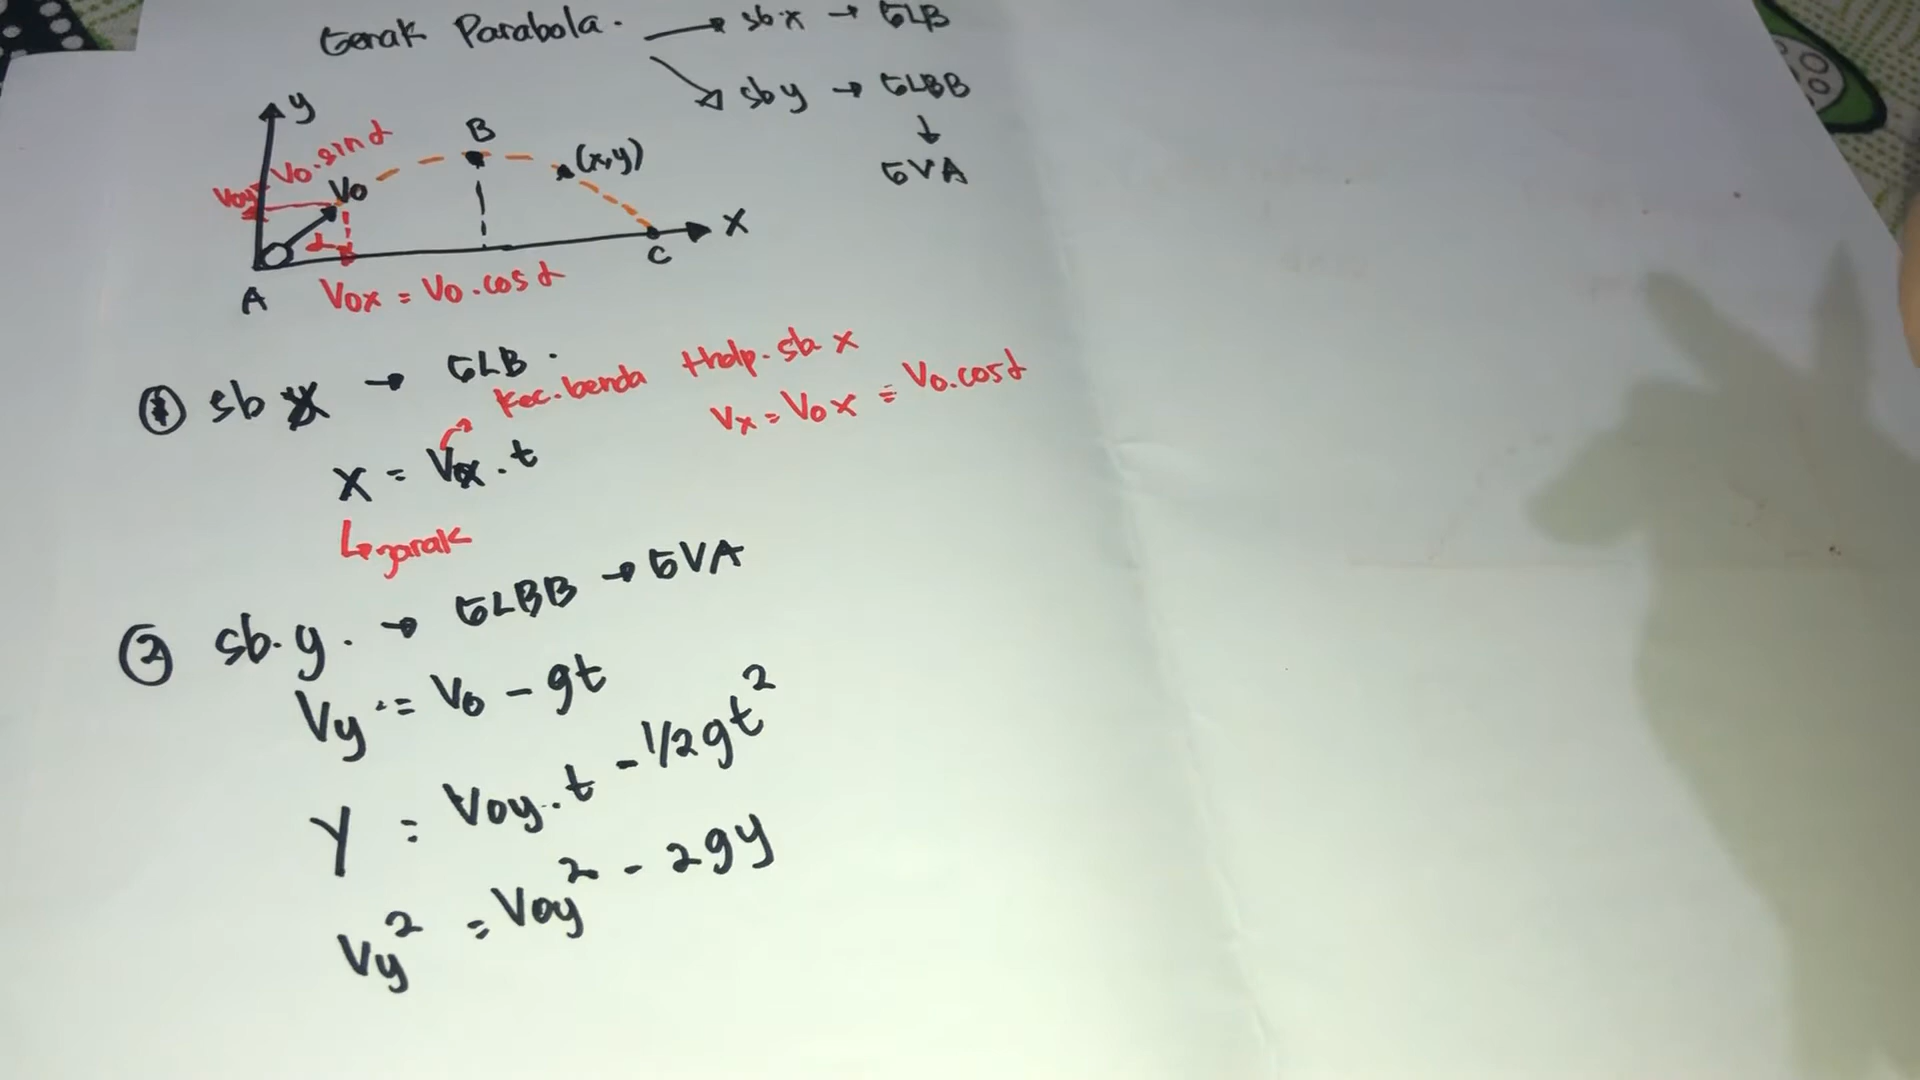 Gerak Parabola. → sb x → GLB
sb y → GLBB
↓
GVA
y
B
(x,y)
Vo.sin α
Voy
Vo
α
X
C
A
Vox = Vo.cos α
① sb x → GLB.
kec.benda thdp. sb x
Vx = Vox = Vo.cos α
X = Vox . t
↳ jarak
② sb. y. → GLBB → GVA
Vy = Vo - gt
Y = Voy.t - 1/2gt²
Vy² = Voy² - 2gy